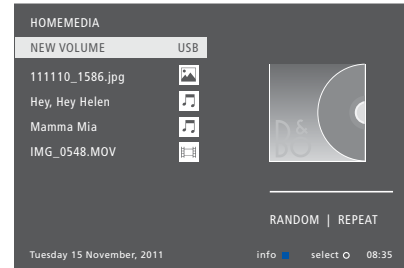 HOMEMEDIA
NEW VOLUME USB
111110_1586.jpg
Hey, Hey Helen
Mamma Mia
IMG_0548.MOV
B&O
RANDOM | REPEAT
Tuesday 15 November, 2011 info select 08:35